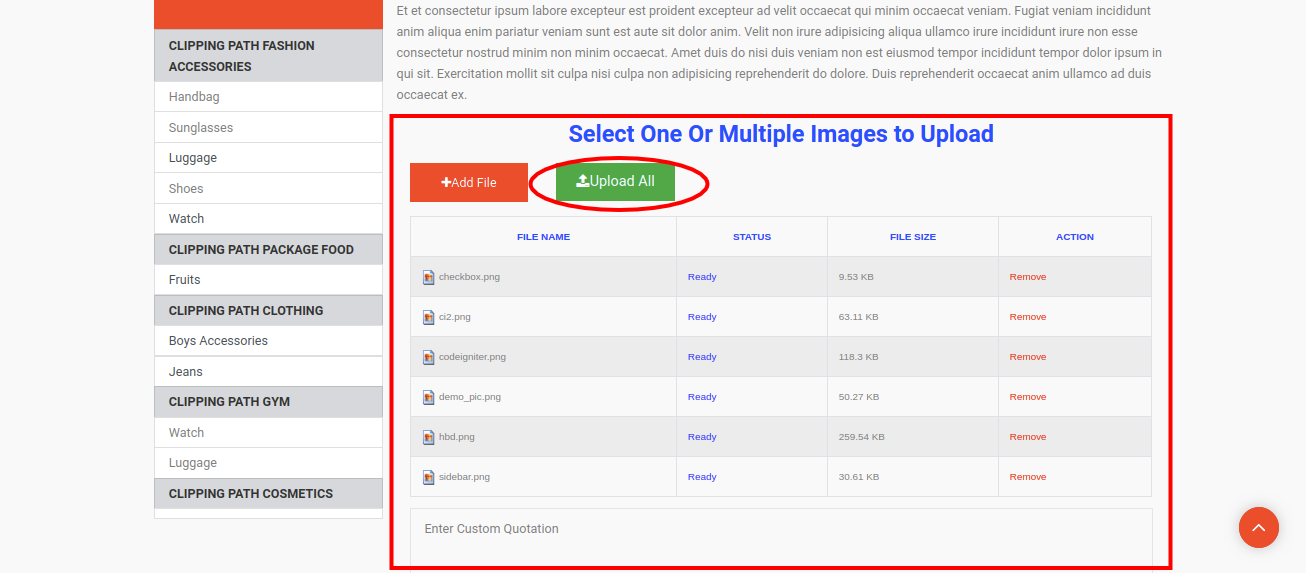 Et et consectetur ipsum labore excepteur est proident excepteur ad velit occaecat qui minim occaecat veniam. Fugiat veniam incididunt
anim aliqua enim pariatur veniam sunt est aute sit dolor anim. Velit non irure adipisicing aliqua ullamco irure incididunt irure non esse
consectetur nostrud minim non minim occaecat. Amet duis do nisi duis veniam non est eiusmod tempor incididunt tempor dolor ipsum in
qui sit. Exercitation mollit sit culpa nisi culpa non adipisicing reprehenderit do dolore. Duis reprehenderit occaecat anim ullamco ad duis
occaecat ex.
CLIPPING PATH FASHION
ACCESSORIES
Handbag
Sunglasses
Luggage
Shoes
Watch
CLIPPING PATH PACKAGE FOOD
Fruits
CLIPPING PATH CLOTHING
Boys Accessories
Jeans
CLIPPING PATH GYM
Watch
Luggage
CLIPPING PATH COSMETICS
Select One Or Multiple Images to Upload
Add File Upload All
FILE NAME STATUS FILE SIZE ACTION
checkbox.png Ready 9.53 KB Remove
ci2.png Ready 63.11 KB Remove
codeigniter.png Ready 118.3 KB Remove
demo_pic.png Ready 50.27 KB Remove
hbd.png Ready 259.54 KB Remove
sidebar.png Ready 30.61 KB Remove
Enter Custom Quotation